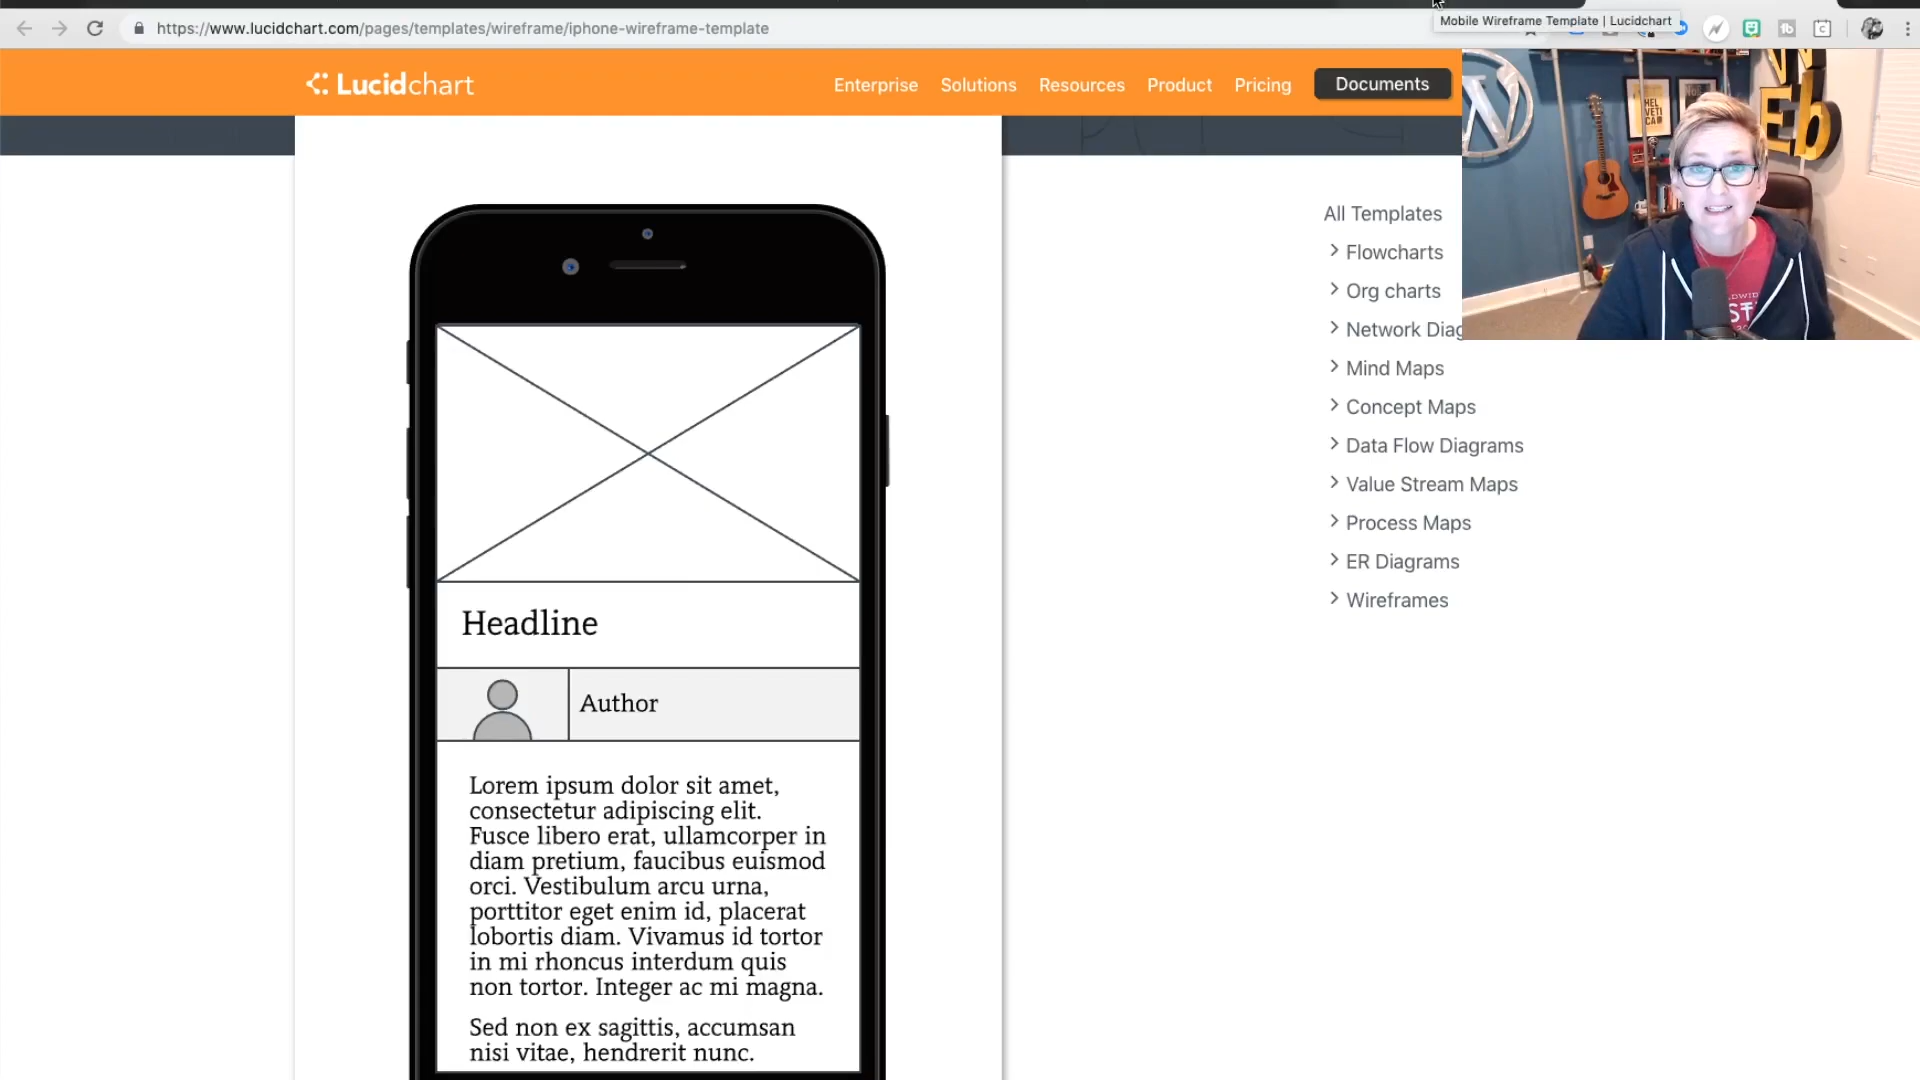 Mobile Wireframe Template | Lucidchart
https://www.lucidchart.com/pages/templates/wireframe/iphone-wireframe-template
Lucidchart
Enterprise
Solutions
Resources
Product
Pricing
Documents
HELVETICA
Eb
All Templates
Flowcharts
Org charts
Network Diag
Mind Maps
Concept Maps
Data Flow Diagrams
Value Stream Maps
Process Maps
ER Diagrams
Wireframes
Headline
Author
Lorem ipsum dolor sit amet,
consectetur adipiscing elit.
Fusce libero erat, ullamcorper in
diam pretium, faucibus euismod
orci. Vestibulum arcu urna,
porttitor eget enim id, placerat
lobortis diam. Vivamus id tortor
in mi rhoncus interdum quis
non tortor. Integer ac mi magna.
Sed non ex sagittis, accumsan
nisi vitae, hendrerit nunc.